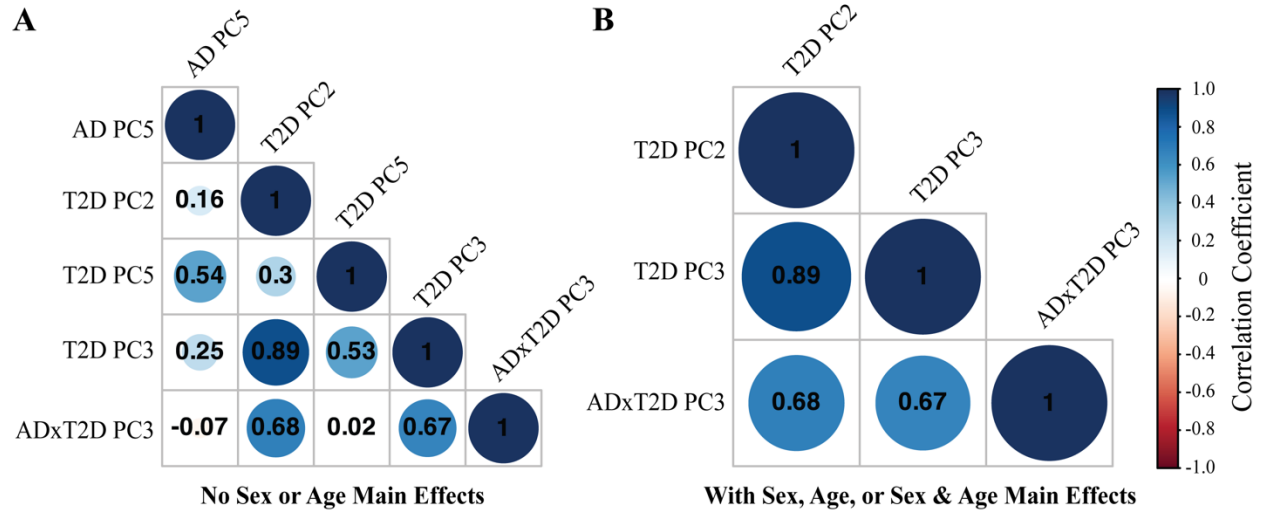 A
AD PC5
T2D PC2
T2D PC5
T2D PC3
ADxT2D PC3
AD PC5 1
T2D PC2 0.16 1
T2D PC5 0.54 0.3 1
T2D PC3 0.25 0.89 0.53 1
ADxT2D PC3 -0.07 0.68 0.02 0.67 1
No Sex or Age Main Effects
B
T2D PC2
T2D PC3
ADxT2D PC3
T2D PC2 1
T2D PC3 0.89 1
ADxT2D PC3 0.68 0.67 1
With Sex, Age, or Sex & Age Main Effects
1.0
0.8
0.6
0.4
0.2
0
-0.2
-0.4
-0.6
-0.8
-1.0
Correlation Coefficient